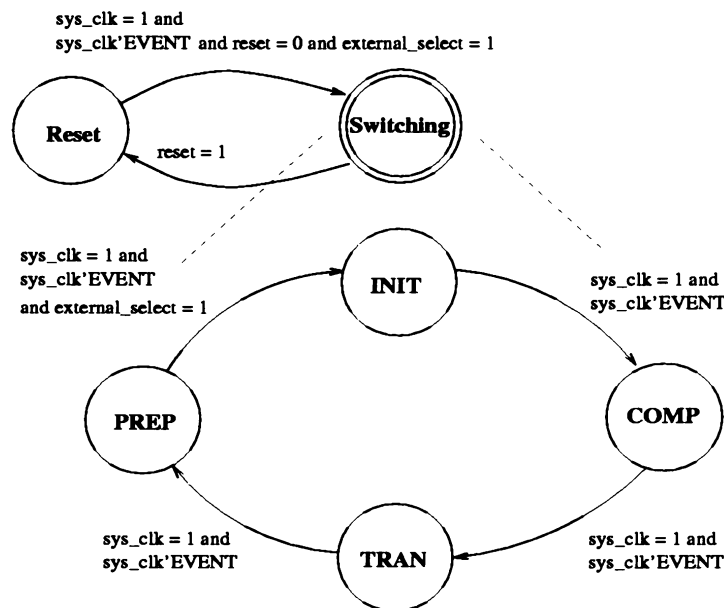 sys_clk = 1 and
sys_clk'EVENT and reset = 0 and external_select = 1
Reset
Switching
reset = 1
sys_clk = 1 and
sys_clk'EVENT
and external_select = 1
INIT
sys_clk = 1 and
sys_clk'EVENT
PREP
COMP
sys_clk = 1 and
sys_clk'EVENT
TRAN
sys_clk = 1 and
sys_clk'EVENT